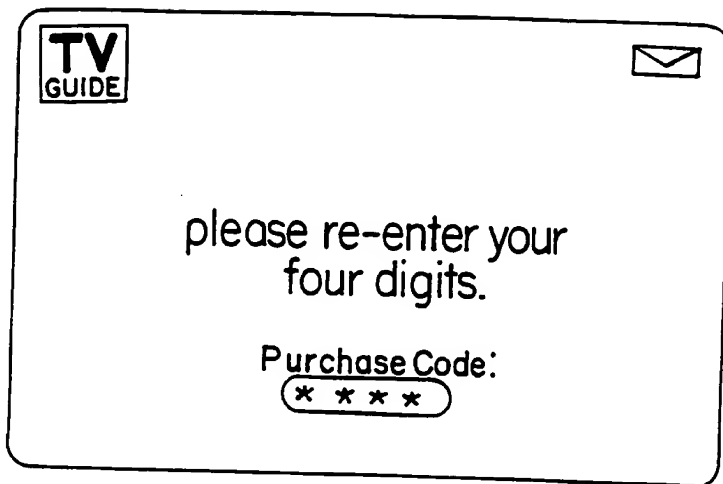 TV
GUIDE
please re-enter your
four digits.
Purchase Code:
* * * *